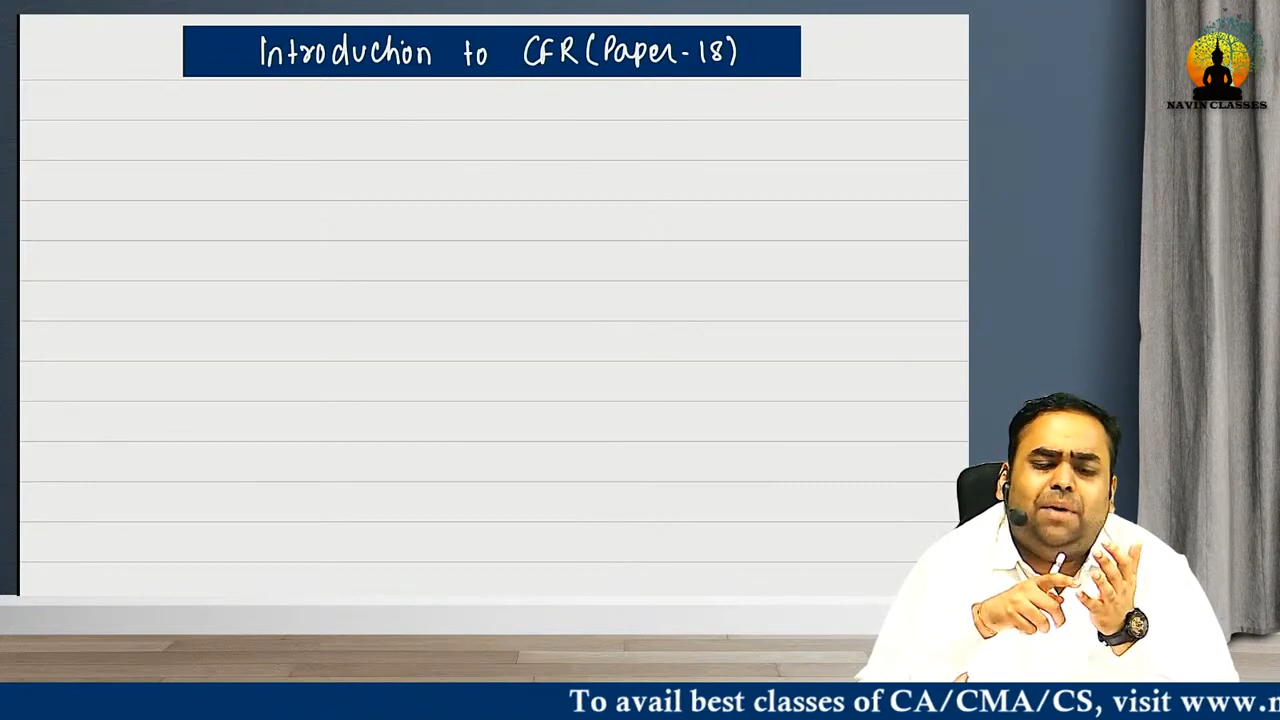 Introduction to CFR (Paper-18)
NAVIN CLASSES
To avail best classes of CA/CMA/CS, visit www.n